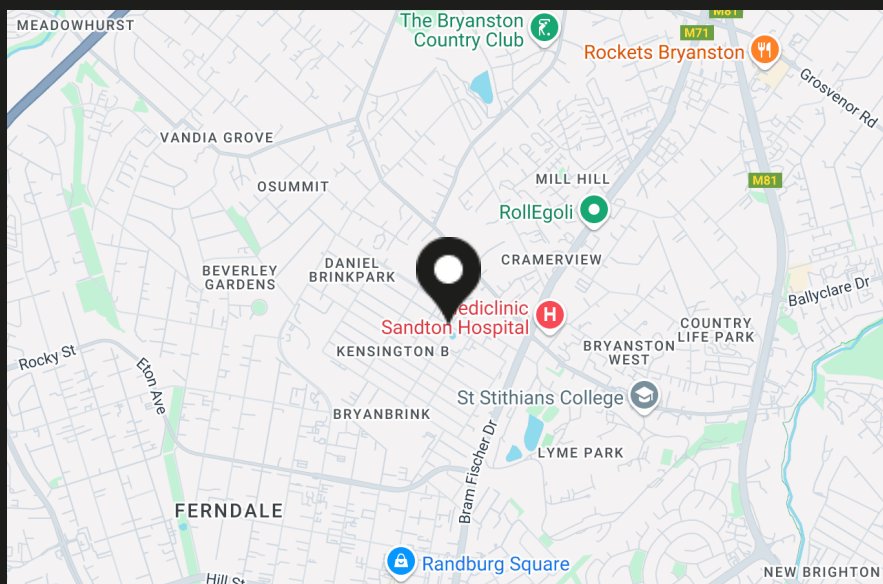 MEADOWHURST
The Bryanston
Country Club
M81
M71
Rockets Bryanston
Grosvenor Rd
VANDIA GROVE
OSUMMIT
MILL HILL
M81
RollEgoli
DANIEL
BRINKPARK
CRAMERVIEW
BEVERLEY
GARDENS
Ballyclare Dr
ediclinic
Sandton Hospital
H
COUNTRY
LIFE PARK
KENSINGTON B
BRYANSTON
WEST
Rocky St
Eton Ave
St Stithians College
BRYANBRINK
Bram Fischer Dr
LYME PARK
FERNDALE
Randburg Square
Hill St
NEW BRIGHTON